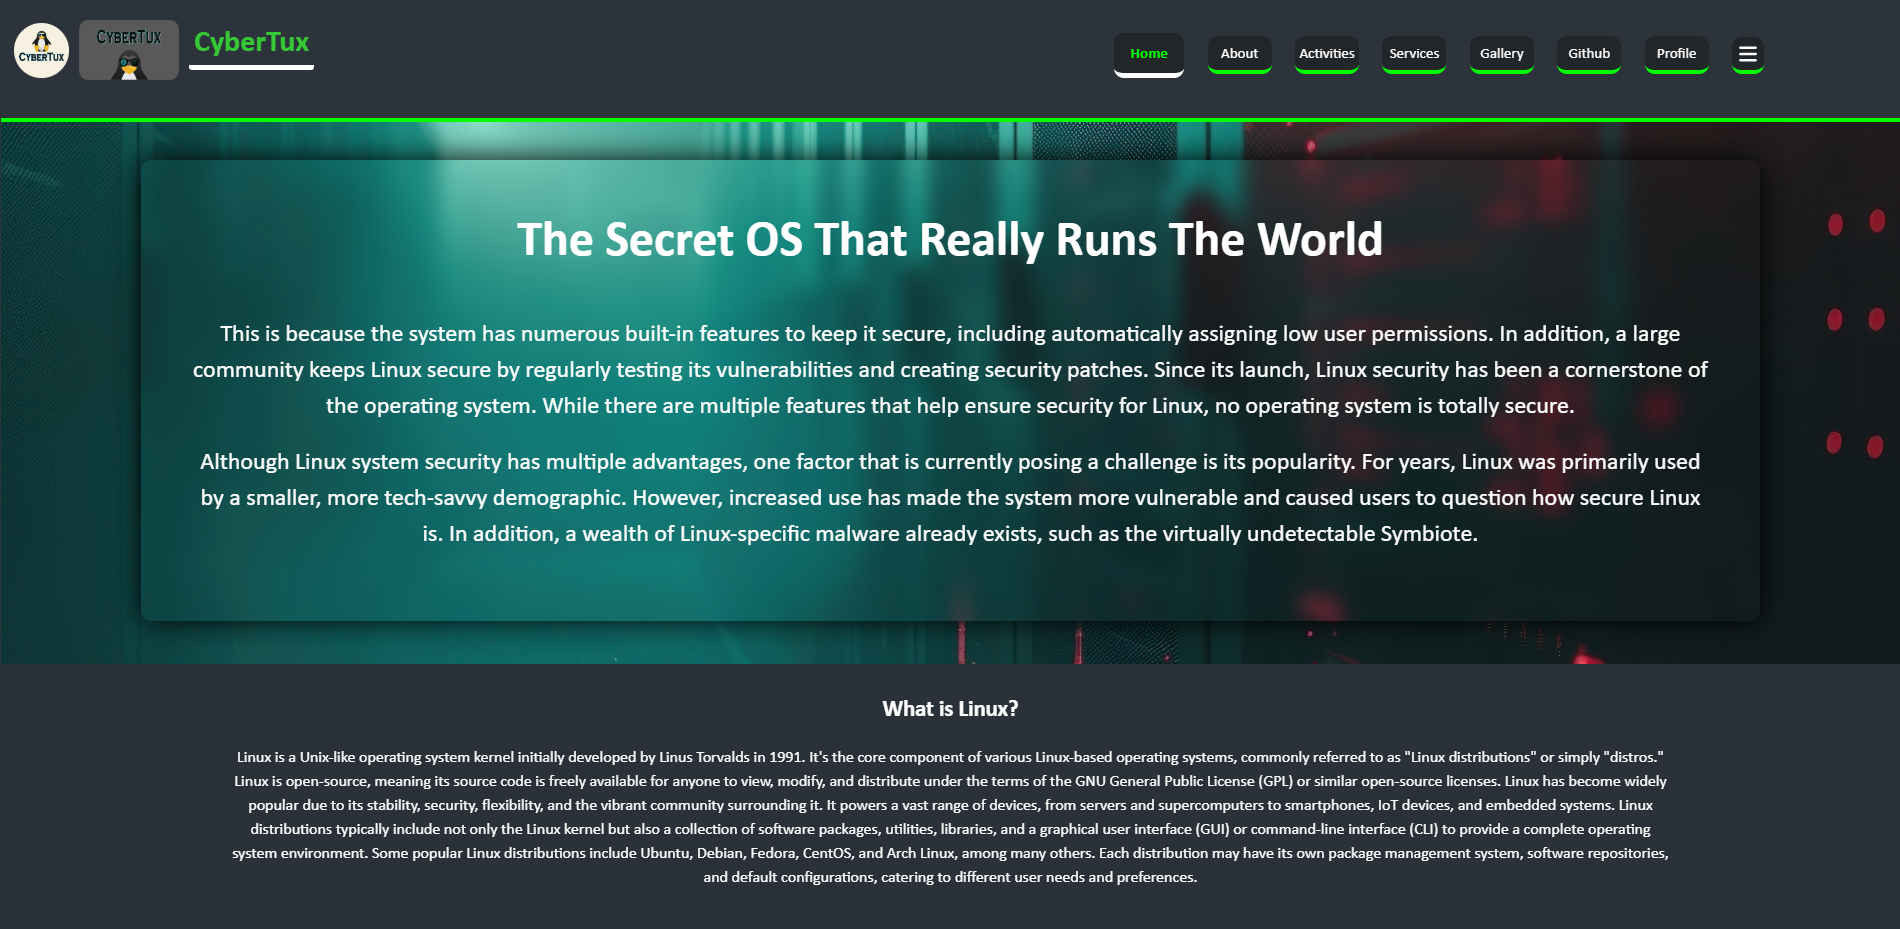 CYBERTUX
CYBERTUX
CyberTux
Home
About
Activities
Services
Gallery
Github
Profile
The Secret OS That Really Runs The World
This is because the system has numerous built-in features to keep it secure, including automatically assigning low user permissions. In addition, a large
community keeps Linux secure by regularly testing its vulnerabilities and creating security patches. Since its launch, Linux security has been a cornerstone of
the operating system. While there are multiple features that help ensure security for Linux, no operating system is totally secure.
Although Linux system security has multiple advantages, one factor that is currently posing a challenge is its popularity. For years, Linux was primarily used
by a smaller, more tech-savvy demographic. However, increased use has made the system more vulnerable and caused users to question how secure Linux
is. In addition, a wealth of Linux-specific malware already exists, such as the virtually undetectable Symbiote.
What is Linux?
Linux is a Unix-like operating system kernel initially developed by Linus Torvalds in 1991. It's the core component of various Linux-based operating systems, commonly referred to as "Linux distributions" or simply "distros."
Linux is open-source, meaning its source code is freely available for anyone to view, modify, and distribute under the terms of the GNU General Public License (GPL) or similar open-source licenses. Linux has become widely
popular due to its stability, security, flexibility, and the vibrant community surrounding it. It powers a vast range of devices, from servers and supercomputers to smartphones, IoT devices, and embedded systems. Linux
distributions typically include not only the Linux kernel but also a collection of software packages, utilities, libraries, and a graphical user interface (GUI) or command-line interface (CLI) to provide a complete operating
system environment. Some popular Linux distributions include Ubuntu, Debian, Fedora, CentOS, and Arch Linux, among many others. Each distribution may have its own package management system, software repositories,
and default configurations, catering to different user needs and preferences.